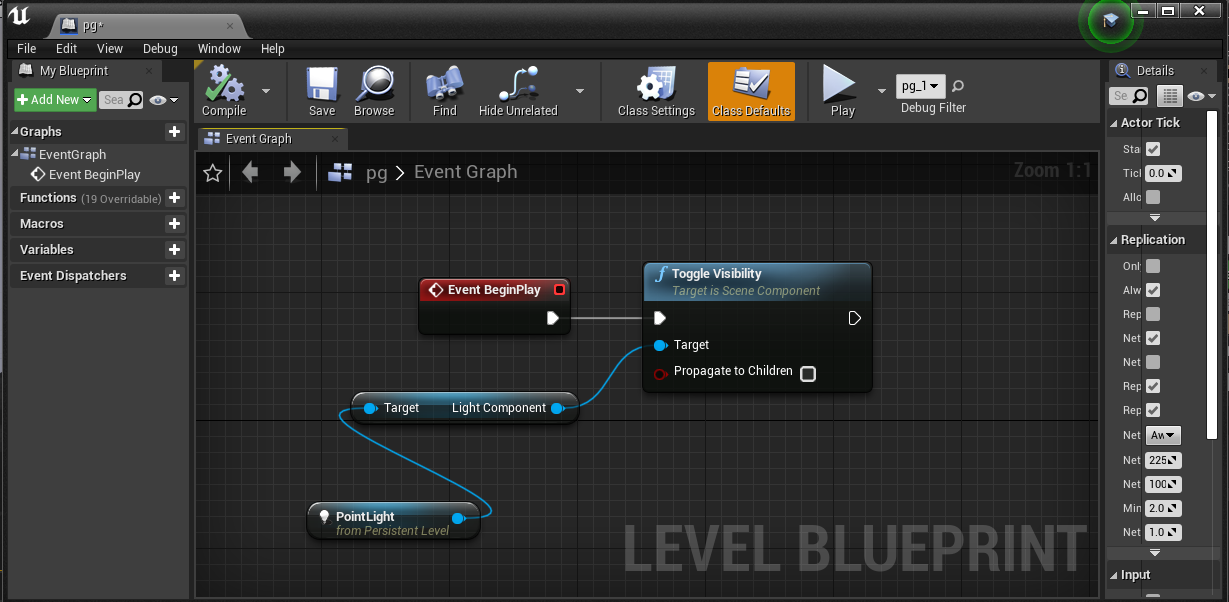 pg*
File Edit View Debug Window Help
My Blueprint
Add New
Sea
Graphs
EventGraph
Event BeginPlay
Functions (19 Overridable)
Macros
Variables
Event Dispatchers
Compile
Save
Browse
Find
Hide Unrelated
Class Settings
Class Defaults
Play
pg_1
Debug Filter
Event Graph
pg > Event Graph
Zoom 1:1
Event BeginPlay
Toggle Visibility
Target is Scene Component
Target
Propagate to Children
Target Light Component
PointLight
from Persistent Level
LEVEL BLUEPRINT
Details
Se
Actor Tick
Sta
Tick 0.0
Allo
Replication
Onl
Alw
Rep
Net
Net
Rep
Rep
Net Aw
Net 225
Net 100
Min 2.0
Net 1.0
Input